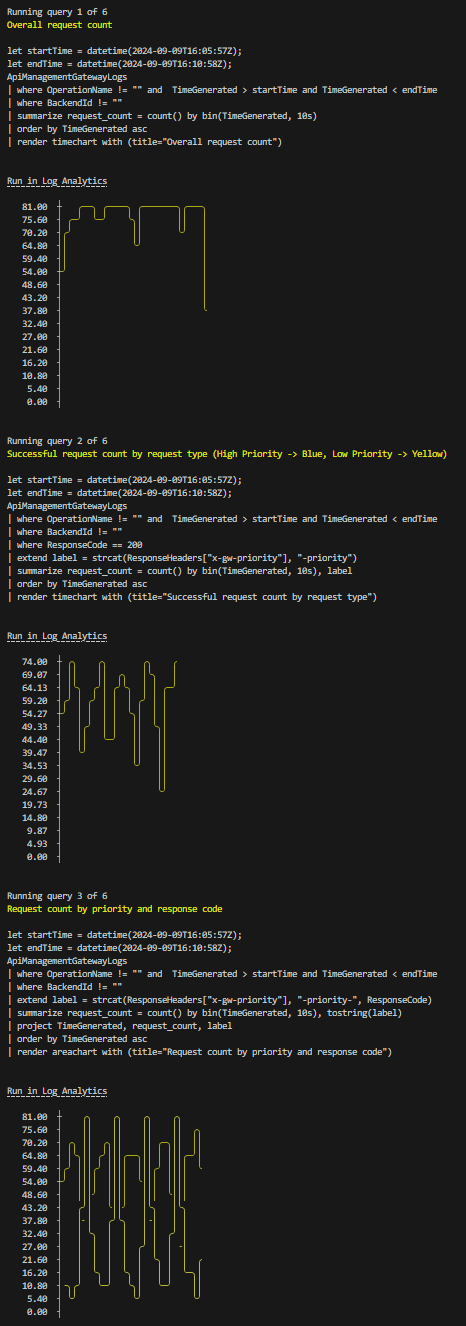 Running query 1 of 6
Overall request count
let startTime = datetime(2024-09-09T16:05:57Z);
let endTime = datetime(2024-09-09T16:10:58Z);
ApiManagementGatewayLogs
| where OperationName != "" and  TimeGenerated > startTime and TimeGenerated < endTime
| where BackendId != ""
| summarize request_count = count() by bin(TimeGenerated, 10s)
| order by TimeGenerated asc
| render timechart with (title="Overall request count")
Run in Log Analytics
81.00
75.60
70.20
64.80
59.40
54.00
48.60
43.20
37.80
32.40
27.00
21.60
16.20
10.80
5.40
0.00
Running query 2 of 6
Successful request count by request type (High Priority -> Blue, Low Priority -> Yellow)
let startTime = datetime(2024-09-09T16:05:57Z);
let endTime = datetime(2024-09-09T16:10:58Z);
ApiManagementGatewayLogs
| where OperationName != "" and  TimeGenerated > startTime and TimeGenerated < endTime
| where BackendId != ""
| where ResponseCode == 200
| extend label = strcat(ResponseHeaders["x-gw-priority"], "-priority")
| summarize request_count = count() by bin(TimeGenerated, 10s), label
| order by TimeGenerated asc
| render timechart with (title="Successful request count by request type")
Run in Log Analytics
74.00
69.07
64.13
59.20
54.27
49.33
44.40
39.47
34.53
29.60
24.67
19.73
14.80
9.87
4.93
0.00
Running query 3 of 6
Request count by priority and response code
let startTime = datetime(2024-09-09T16:05:57Z);
let endTime = datetime(2024-09-09T16:10:58Z);
ApiManagementGatewayLogs
| where OperationName != "" and  TimeGenerated > startTime and TimeGenerated < endTime
| where BackendId != ""
| extend label = strcat(ResponseHeaders["x-gw-priority"], "-priority-", ResponseCode)
| summarize request_count = count() by bin(TimeGenerated, 10s), tostring(label)
| project TimeGenerated, request_count, label
| order by TimeGenerated asc
| render areachart with (title="Request count by priority and response code")
Run in Log Analytics
81.00
75.60
70.20
64.80
59.40
54.00
48.60
43.20
37.80
32.40
27.00
21.60
16.20
10.80
5.40
0.00